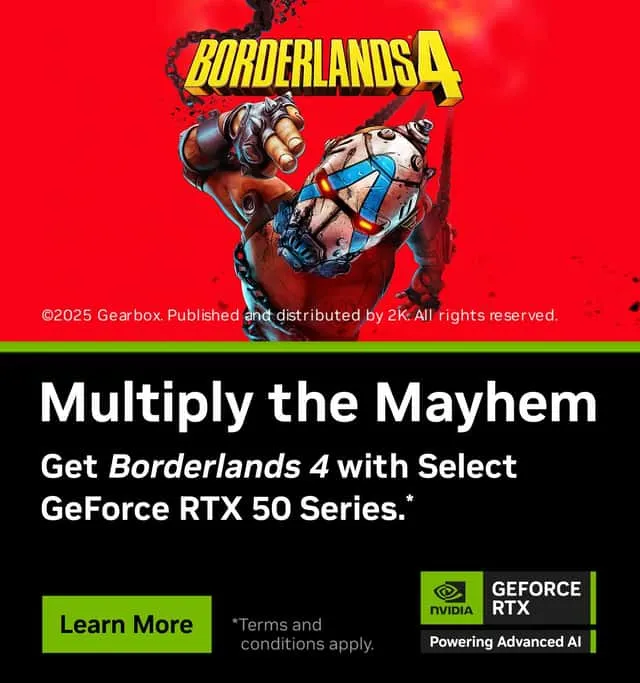 BORDERLANDS 4
©2025 Gearbox. Published and distributed by 2K. All rights reserved.
Multiply the Mayhem
Get Borderlands 4 with Select
GeForce RTX 50 Series.*
Learn More
*Terms and
conditions apply.
NVIDIA
GEFORCE
RTX
Powering Advanced AI